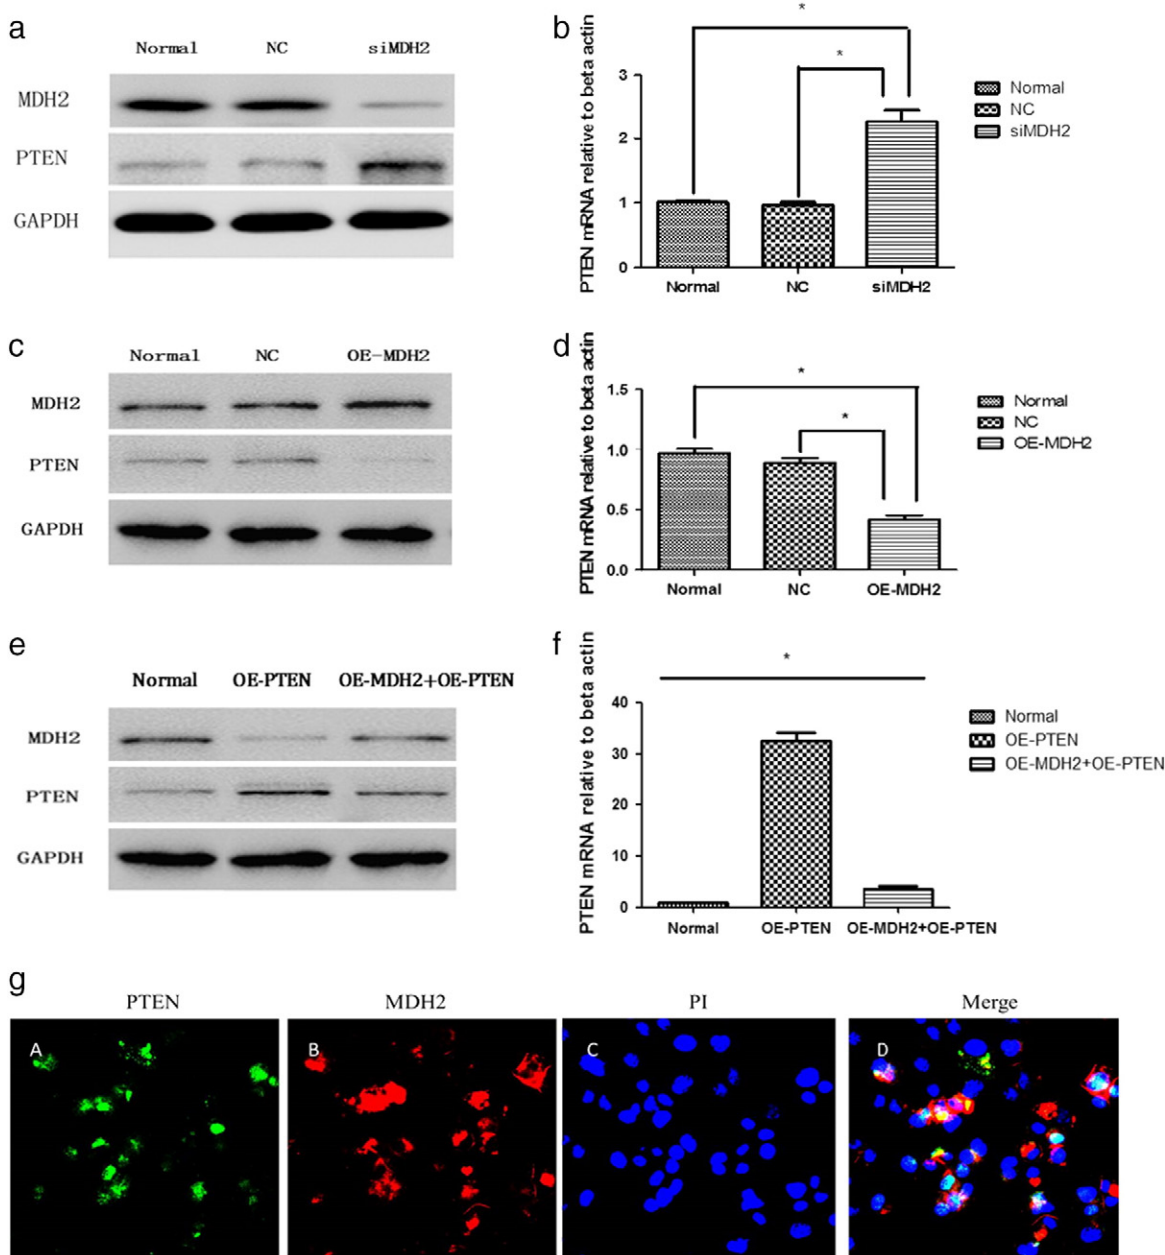 a
Normal NC siMDH2
MDH2
PTEN
GAPDH
b
PTEN mRNA relative to beta actin
*
*
3
2
1
0
Normal NC siMDH2
Normal
NC
siMDH2
c
Normal NC OE-MDH2
MDH2
PTEN
GAPDH
d
PTEN mRNA relative to beta actin
*
*
1.5
1.0
0.5
0.0
Normal NC OE-MDH2
Normal
NC
OE-MDH2
e
Normal OE-PTEN OE-MDH2+OE-PTEN
MDH2
PTEN
GAPDH
f
PTEN mRNA relative to beta actin
*
40
30
20
10
0
Normal OE-PTEN OE-MDH2+OE-PTEN
Normal
OE-PTEN
OE-MDH2+OE-PTEN
g
PTEN MDH2 PI Merge
A B C D